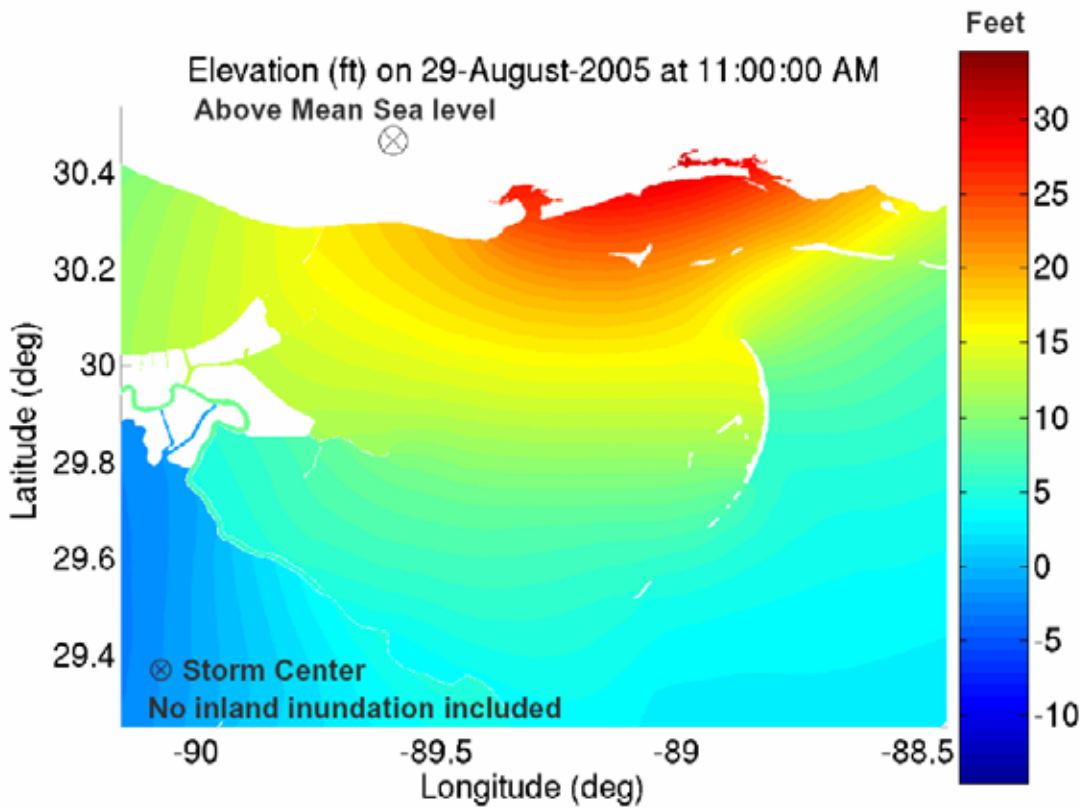 Feet
Elevation (ft) on 29-August-2005 at 11:00:00 AM
Above Mean Sea level
30.4
30.2
30
29.8
29.6
29.4
Latitude (deg)
Storm Center
No inland inundation included
-90
-89.5
-89
-88.5
Longitude (deg)
30
25
20
15
10
5
0
-5
-10